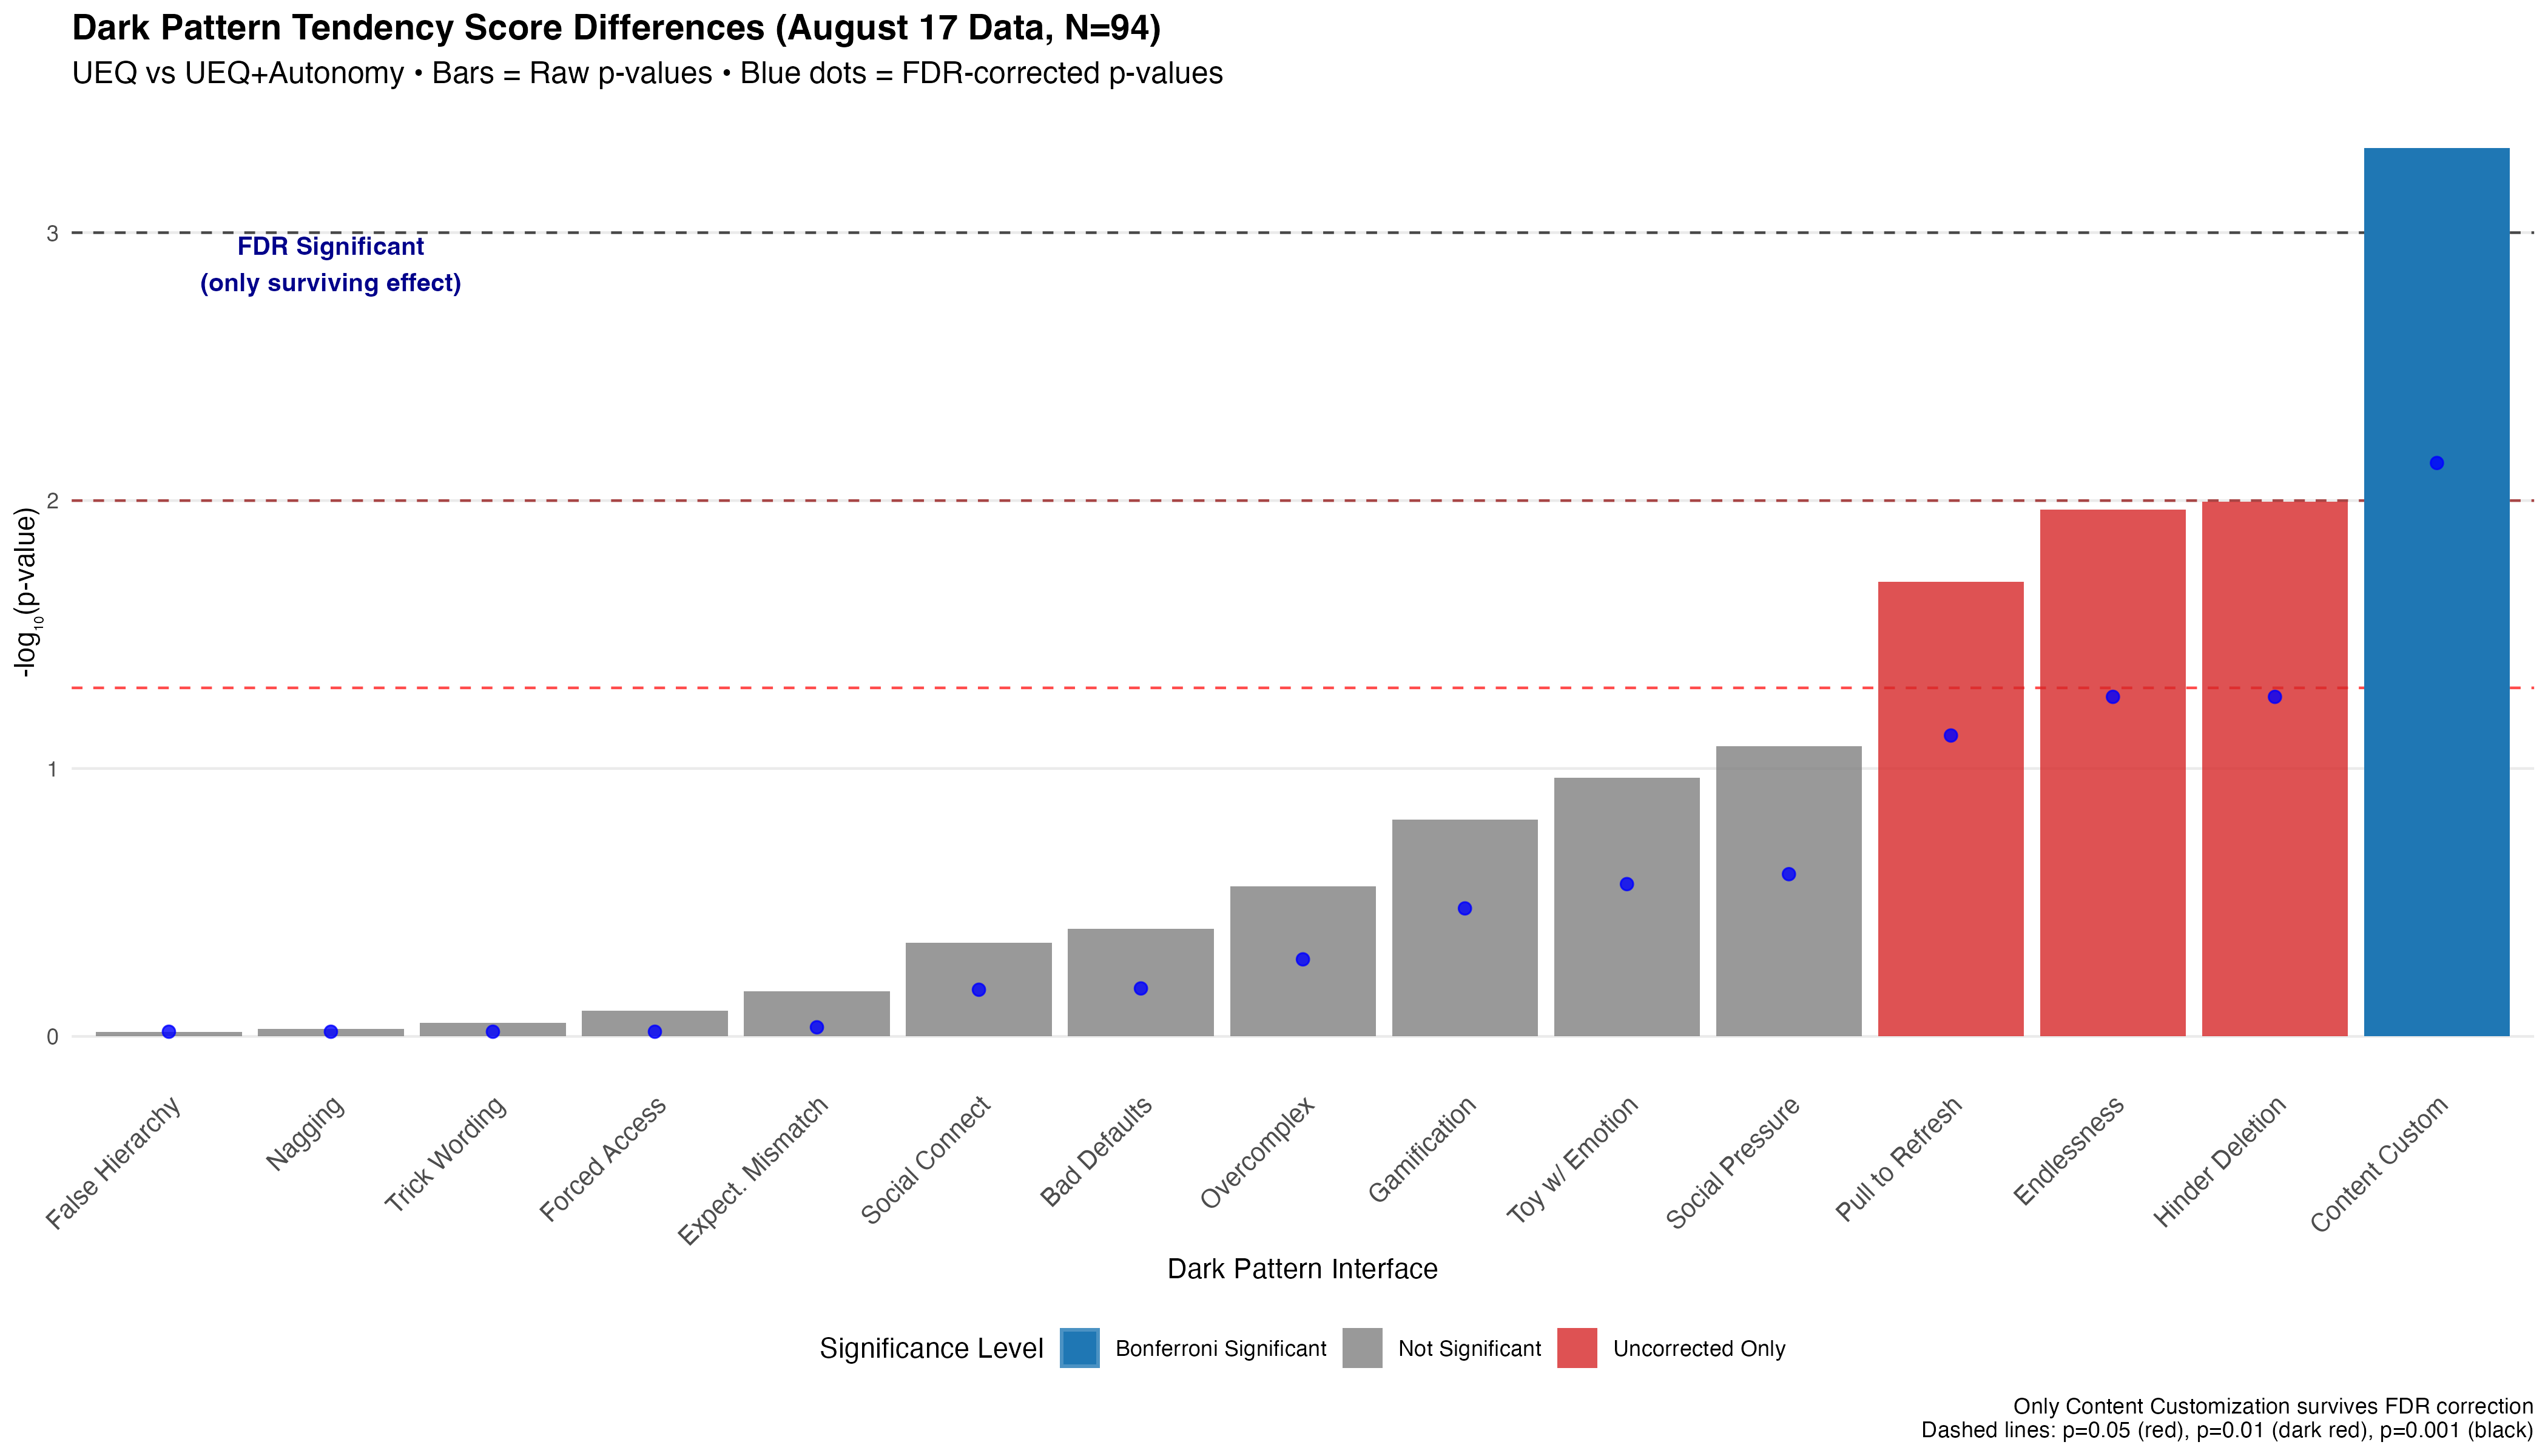 Dark Pattern Tendency Score Differences (August 17 Data, N=94)
UEQ vs UEQ+Autonomy • Bars = Raw p-values • Blue dots = FDR-corrected p-values
-log10(p-value)
3
2
1
0
FDR Significant
(only surviving effect)
False Hierarchy
Nagging
Trick Wording
Forced Access
Expect. Mismatch
Social Connect
Bad Defaults
Overcomplex
Gamification
Toy w/ Emotion
Social Pressure
Pull to Refresh
Endlessness
Hinder Deletion
Content Custom
Dark Pattern Interface
Significance Level
Bonferroni Significant
Not Significant
Uncorrected Only
Only Content Customization survives FDR correction
Dashed lines: p=0.05 (red), p=0.01 (dark red), p=0.001 (black)